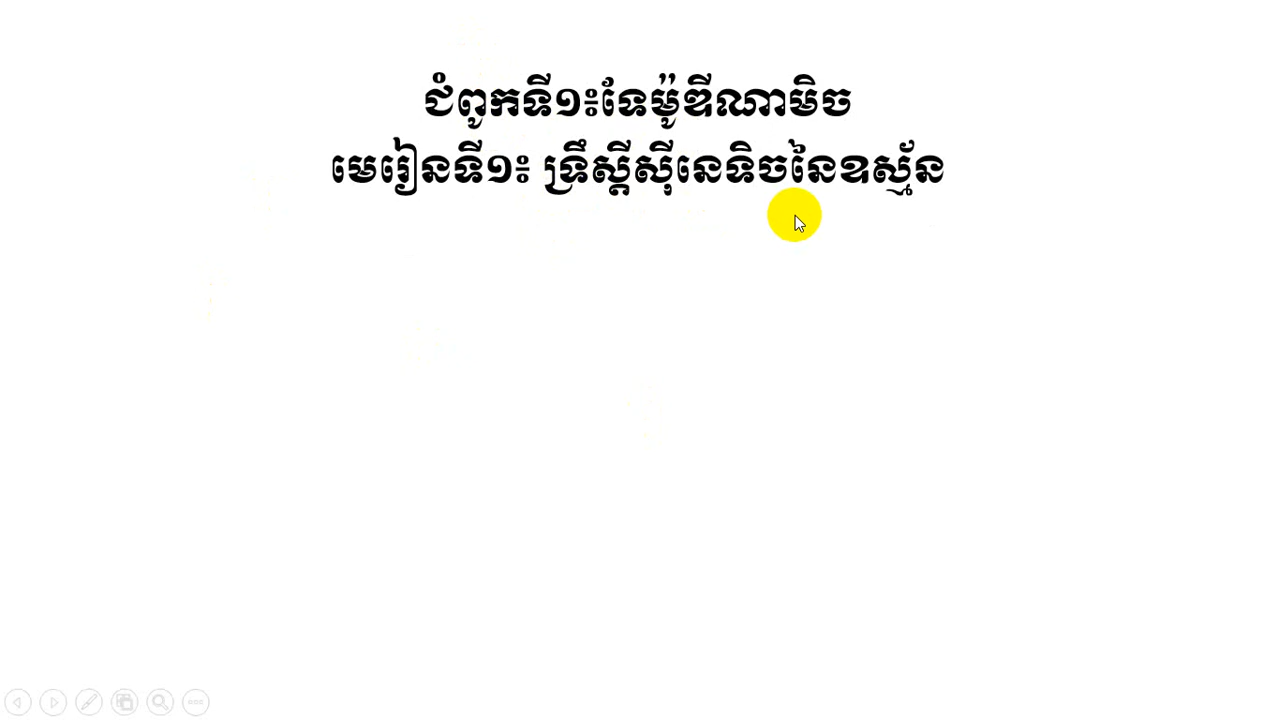 ជំពូកទី១៖ទែម៉ូឌីណាមិច
មេរៀនទី១៖ ទ្រឹស្តីស៊ីនេទិចនៃឧស្ម័ន